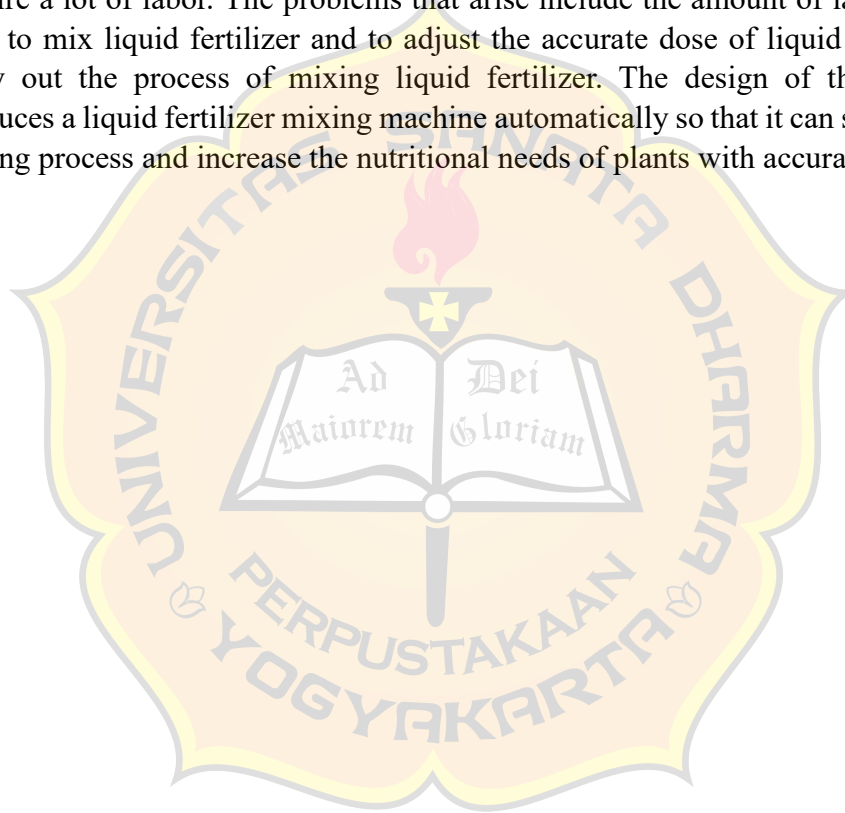 re a lot of labor. The problems that arise include the amount of la
to mix liquid fertilizer and to adjust the accurate dose of liquid
out the process of mixing liquid fertilizer. The design of th
uces a liquid fertilizer mixing machine automatically so that it can s
ng process and increase the nutritional needs of plants with accura
UNIVERSITAS SANATA DHARMA
Ad Dei
Maiorem Gloriam
PERPUSTAKAAN
YOGYAKARTA